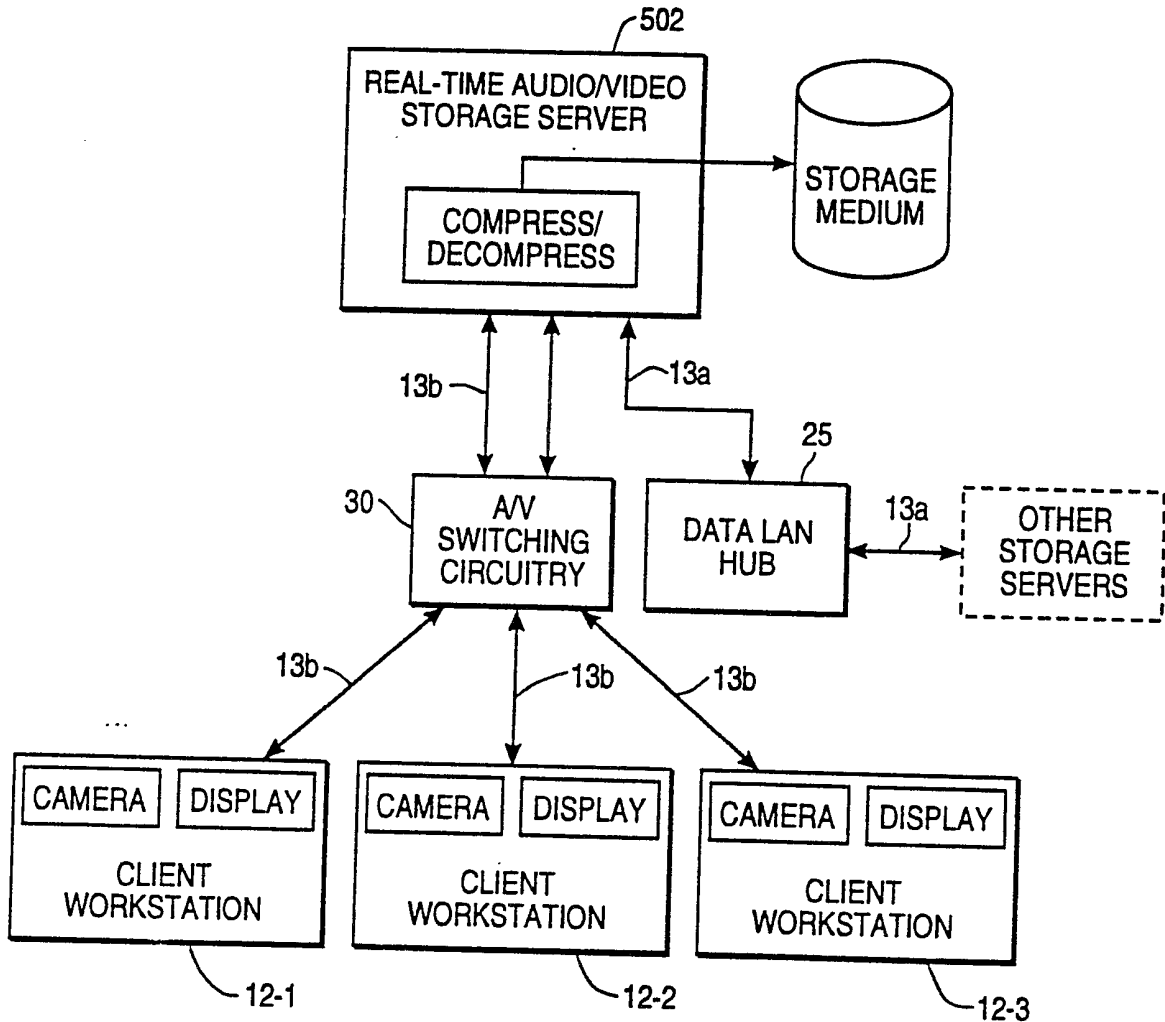 502
REAL-TIME AUDIO/VIDEO
STORAGE SERVER
COMPRESS/
DECOMPRESS
STORAGE
MEDIUM
13b
13a
30
A/V
SWITCHING
CIRCUITRY
25
DATA LAN
HUB
13a
OTHER
STORAGE
SERVERS
13b
13b
13b
...
CAMERA
DISPLAY
CLIENT
WORKSTATION
12-1
CAMERA
DISPLAY
CLIENT
WORKSTATION
12-2
CAMERA
DISPLAY
CLIENT
WORKSTATION
12-3